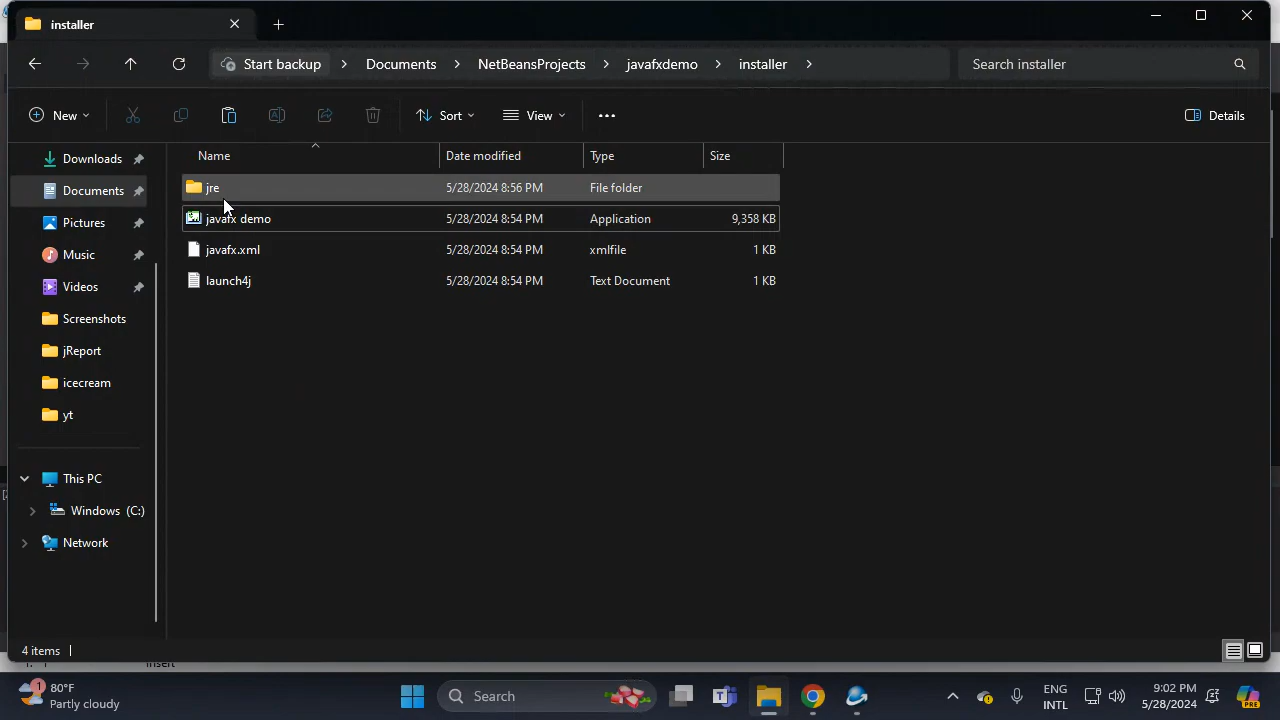 installer
Start backup
Documents
NetBeansProjects
javafxdemo
installer
Search installer
New
Sort
View
Details
Name
Date modified
Type
Size
Downloads
Documents
Pictures
Music
Videos
Screenshots
jReport
icecream
yt
This PC
Windows (C:)
Network
jre 5/28/2024 8:56 PM File folder
javafx demo 5/28/2024 8:54 PM Application 9,358 KB
javafx.xml 5/28/2024 8:54 PM xmlfile 1 KB
launch4j 5/28/2024 8:54 PM Text Document 1 KB
4 items
1
80°F
Partly cloudy
Search
ENG
INTL
9:02 PM
5/28/2024
PRE